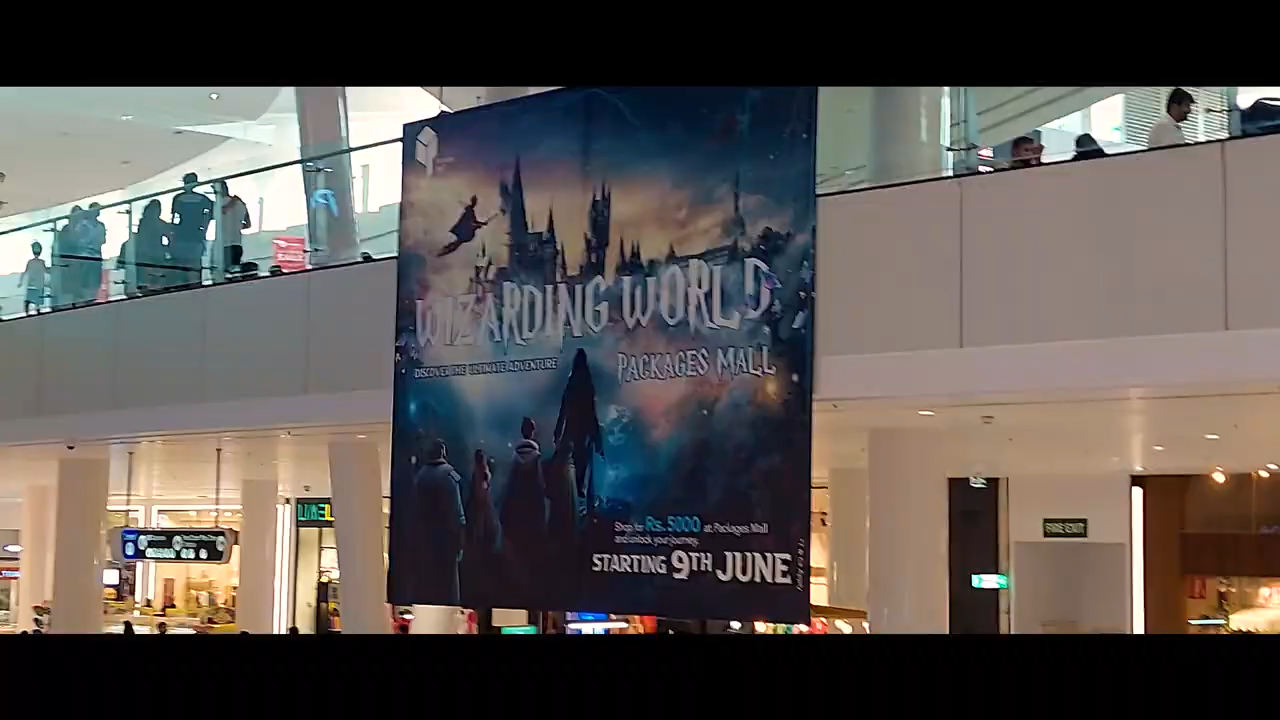 WIZARDING WORLD
DISCOVER THE ULTIMATE ADVENTURE
PACKAGES MALL
Shop for Rs. 5000 at Packages Mall
and unlock your journey.
STARTING 9TH JUNE
FIRE EXIT